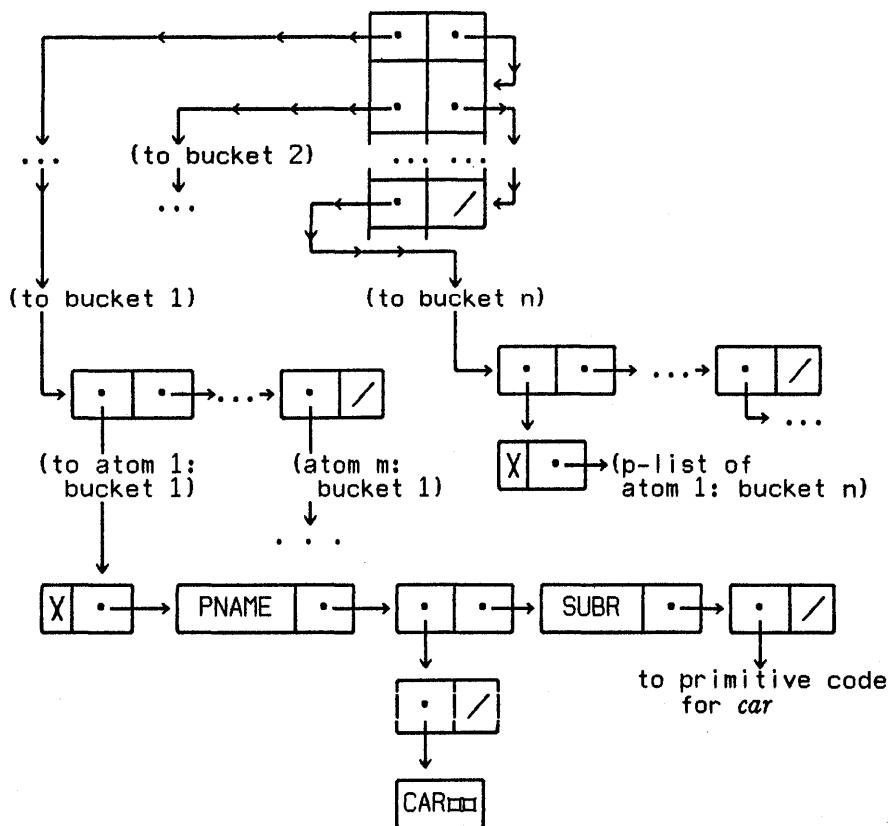 (to bucket 2)
... ...
...
...
(to bucket 1)
(to bucket n)
...
...
...
(to atom 1:
bucket 1)
(atom m:
bucket 1)
X
(p-list of
atom 1: bucket n)
...
X
PNAME
SUBR
to primitive code
for car
CAR¤¤